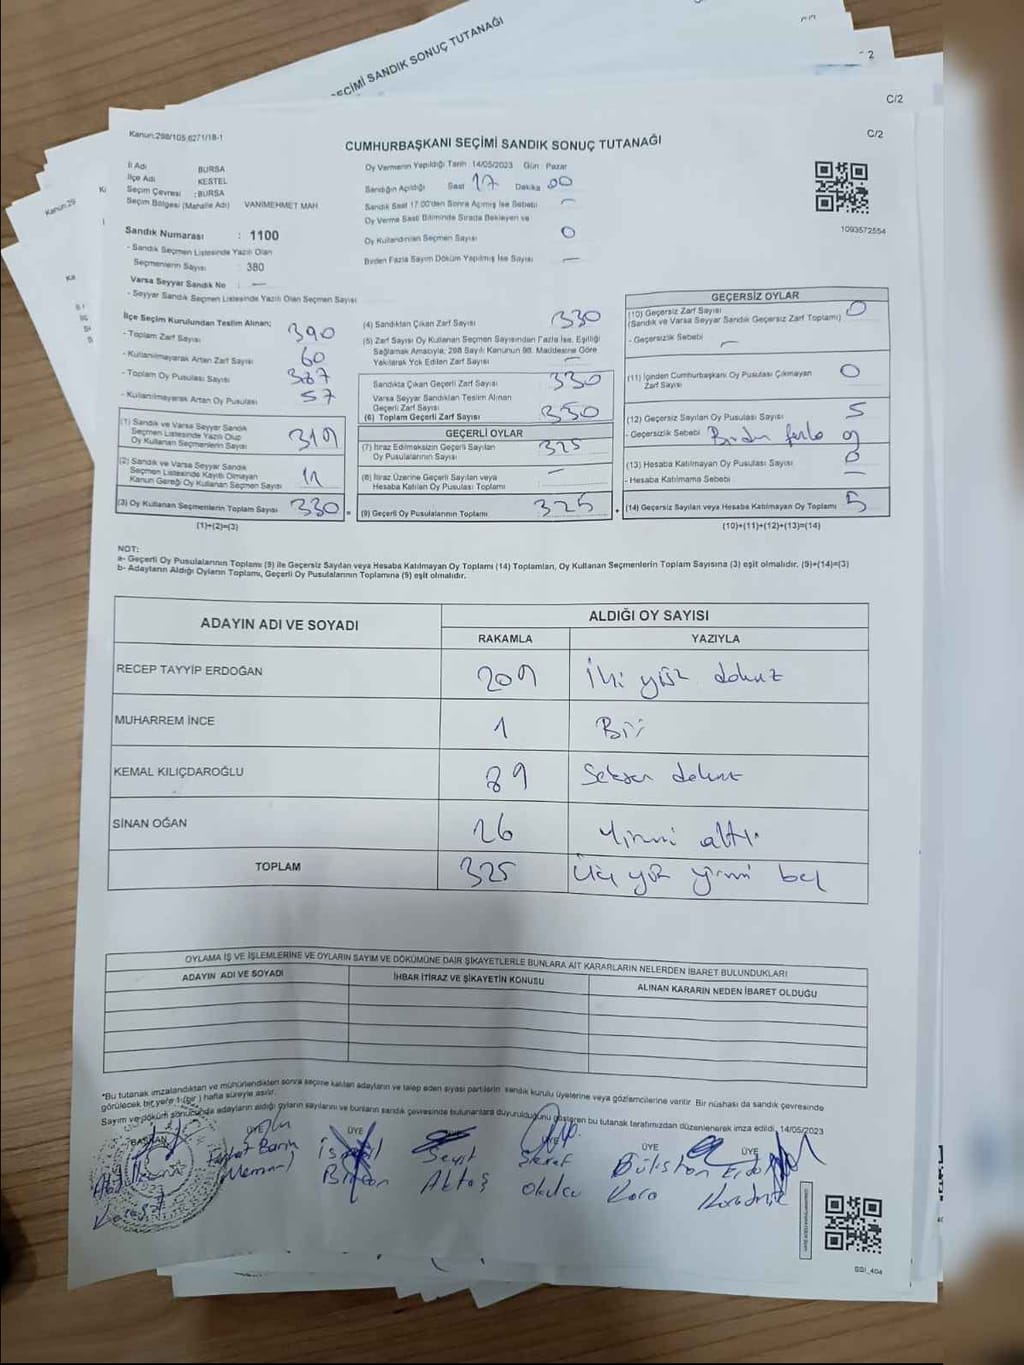 EÇİMİ SANDIK SONUÇ TUTANAĞI
2
C/2
Kanun:29
Kanun:298/105,6271/18-1
CUMHURBAŞKANI SEÇİMİ SANDIK SONUÇ TUTANAĞI
C/2
İl Adı BURSA
İlçe Adı KESTEL
Seçim Çevresi :BURSA
Seçim Bölgesi (Mahalle Adı) VANİMEHMET MAH
Oy Vermenin Yapıldığı Tarih 14/05/2023 Gün Pazar
Sandığın Açıldığı Saat 17 Dakika 00
Sandık Saat 17.00'den Sonra Açılmış İse Sebebi –
Oy Verme Saati Bitiminde Sırada Bekleyen ve
Oy Kullandırılan Seçmen Sayısı 0
Birden Fazla Sayım Döküm Yapılmış İse Sayısı —
1093572554
Sandık Numarası : 1100
- Sandık Seçmen Listesinde Yazılı Olan
Seçmenlerin Sayısı : 380
Varsa Seyyar Sandık No : —
- Seyyar Sandık Seçmen Listesinde Yazılı Olan Seçmen Sayısı
İlçe Seçim Kurulundan Teslim Alınan;
- Toplam Zarf Sayısı 390
- Kullanılmayarak Artan Zarf Sayısı 60
- Toplam Oy Pusulası Sayısı 387
- Kullanılmayarak Artan Oy Pusulası 57
(1) Sandık ve Varsa Seyyar Sandık
Seçmen Listesinde Yazılı Olup
Oy Kullanan Seçmenlerin Sayısı 319
(2) Sandık ve Varsa Seyyar Sandık
Seçmen Listesinde Kayıtlı Olmayan
Kanun Gereği Oy Kullanan Seçmen Sayısı 11
(3) Oy Kullanan Seçmenlerin Toplam Sayısı 330
(1)+(2)=(3)
(4) Sandıktan Çıkan Zarf Sayısı 330
(5) Zarf Sayısı Oy Kullanan Seçmen Sayısından Fazla İse, Eşitliği
Sağlamak Amacıyla; 298 Sayılı Kanunun 98. Maddesine Göre
Yakılarak Yok Edilen Zarf Sayısı —
Sandıkta Çıkan Geçerli Zarf Sayısı 330
Varsa Seyyar Sandıktan Teslim Alınan
Geçerli Zarf Sayısı
(6) Toplam Geçerli Zarf Sayısı 330
GEÇERLİ OYLAR
(7) İtiraz Edilmeksizin Geçerli Sayılan
Oy Pusulalarının Sayısı 325
(8) İtiraz Üzerine Geçerli Sayılan veya
Hesaba Katılan Oy Pusulası Toplamı —
(9) Geçerli Oy Pusulalarının Toplamı 325
GEÇERSİZ OYLAR
(10) Geçersiz Zarf Sayısı 0
(Sandık ve Varsa Seyyar Sandık Geçersiz Zarf Toplamı)
- Geçersizlik Sebebi –
(11) İçinden Cumhurbaşkanı Oy Pusulası Çıkmayan
Zarf Sayısı 0
(12) Geçersiz Sayılan Oy Pusulası Sayısı 5
- Geçersizlik Sebebi Birden fazla oy
(13) Hesaba Katılmayan Oy Pusulası Sayısı 0
- Hesaba Katılmama Sebebi —
(14) Geçersiz Sayılan veya Hesaba Katılmayan Oy Toplamı 5
(10)+(11)+(12)+(13)=(14)
NOT:
a- Geçerli Oy Pusulalarının Toplamı (9) ile Geçersiz Sayılan veya Hesaba Katılmayan Oy Toplamı (14) Toplamları, Oy Kullanan Seçmenlerin Toplam Sayısına (3) eşit olmalıdır. (9)+(14)=(3)
b- Adayların Aldığı Oyların Toplamı, Geçerli Oy Pusulalarının Toplamına (9) eşit olmalıdır.
ADAYIN ADI VE SOYADI
ALDIĞI OY SAYISI
RAKAMLA YAZIYLA
RECEP TAYYİP ERDOĞAN 209 İki yüz dokuz
MUHARREM İNCE 1 Bir
KEMAL KILIÇDAROĞLU 89 Seksen dokuz
SİNAN OĞAN 26 Yirmi altı
TOPLAM 325 Üç yüz yirmi beş
OYLAMA İŞ VE İŞLEMLERİNE VE OYLARIN SAYIM VE DÖKÜMÜNE DAİR ŞİKAYETLERLE BUNLARA AİT KARARLARIN NELERDEN İBARET BULUNDUKLARI
ADAYIN ADI VE SOYADI İHBAR İTİRAZ VE ŞİKAYETİN KONUSU ALINAN KARARIN NEDEN İBARET OLDUĞU
*Bu tutanak imzalandıktan ve mühürlendikten sonra seçime katılan adayların ve talep eden siyasi partilerin sandık kurulu üyelerine veya gözlemcilerine verilir. Bir nüshası da sandık çevresinde
görülecek bir yere 1 (bir) hafta süreyle asılır.
Sayım ve döküm sonucunda adayların aldığı oyların sayılarını ve bunların sandık çevresinde bulunanlara duyurulduğunu gösteren bu tutanak tarafımızdan düzenlenerek imza edildi. 14/05/2023
BAŞKAN ÜYE ÜYE ÜYE ÜYE ÜYE
Seyit Aktaş
Okulcu
Kara
SSI_404